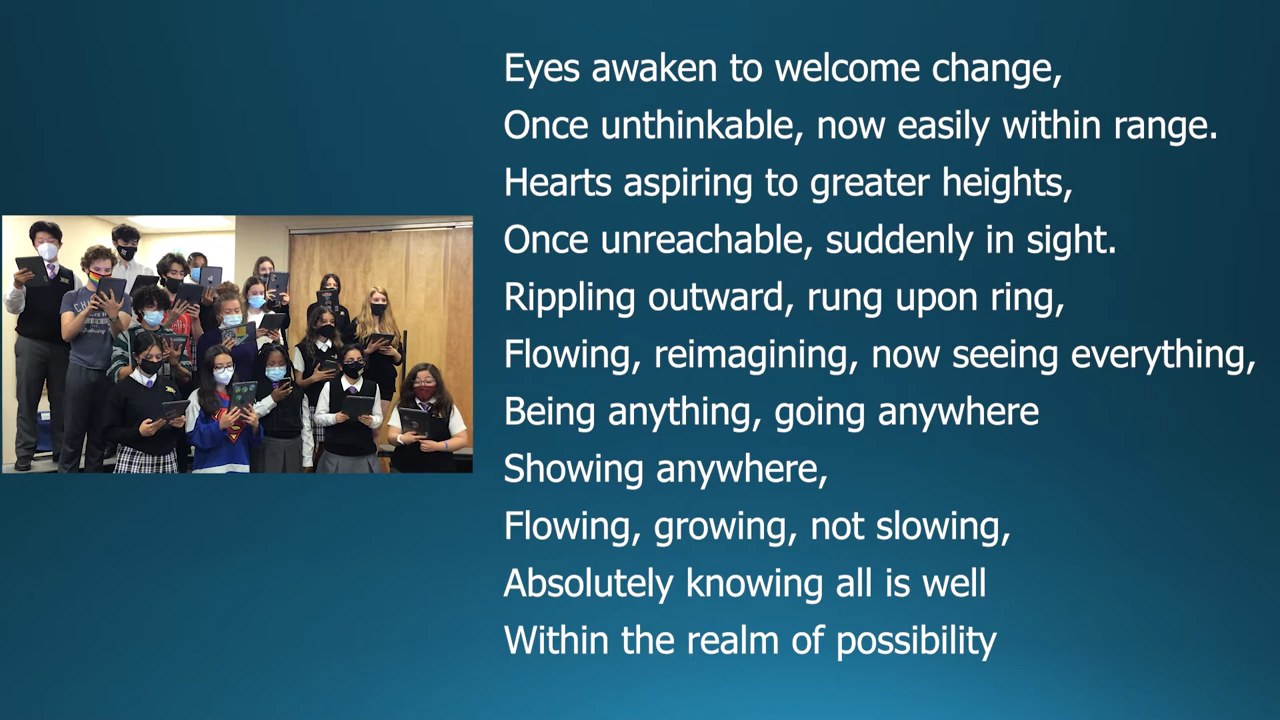 Eyes awaken to welcome change,
Once unthinkable, now easily within range.
Hearts aspiring to greater heights,
Once unreachable, suddenly in sight.
Rippling outward, rung upon ring,
Flowing, reimagining, now seeing everything,
Being anything, going anywhere
Showing anywhere,
Flowing, growing, not slowing,
Absolutely knowing all is well
Within the realm of possibility